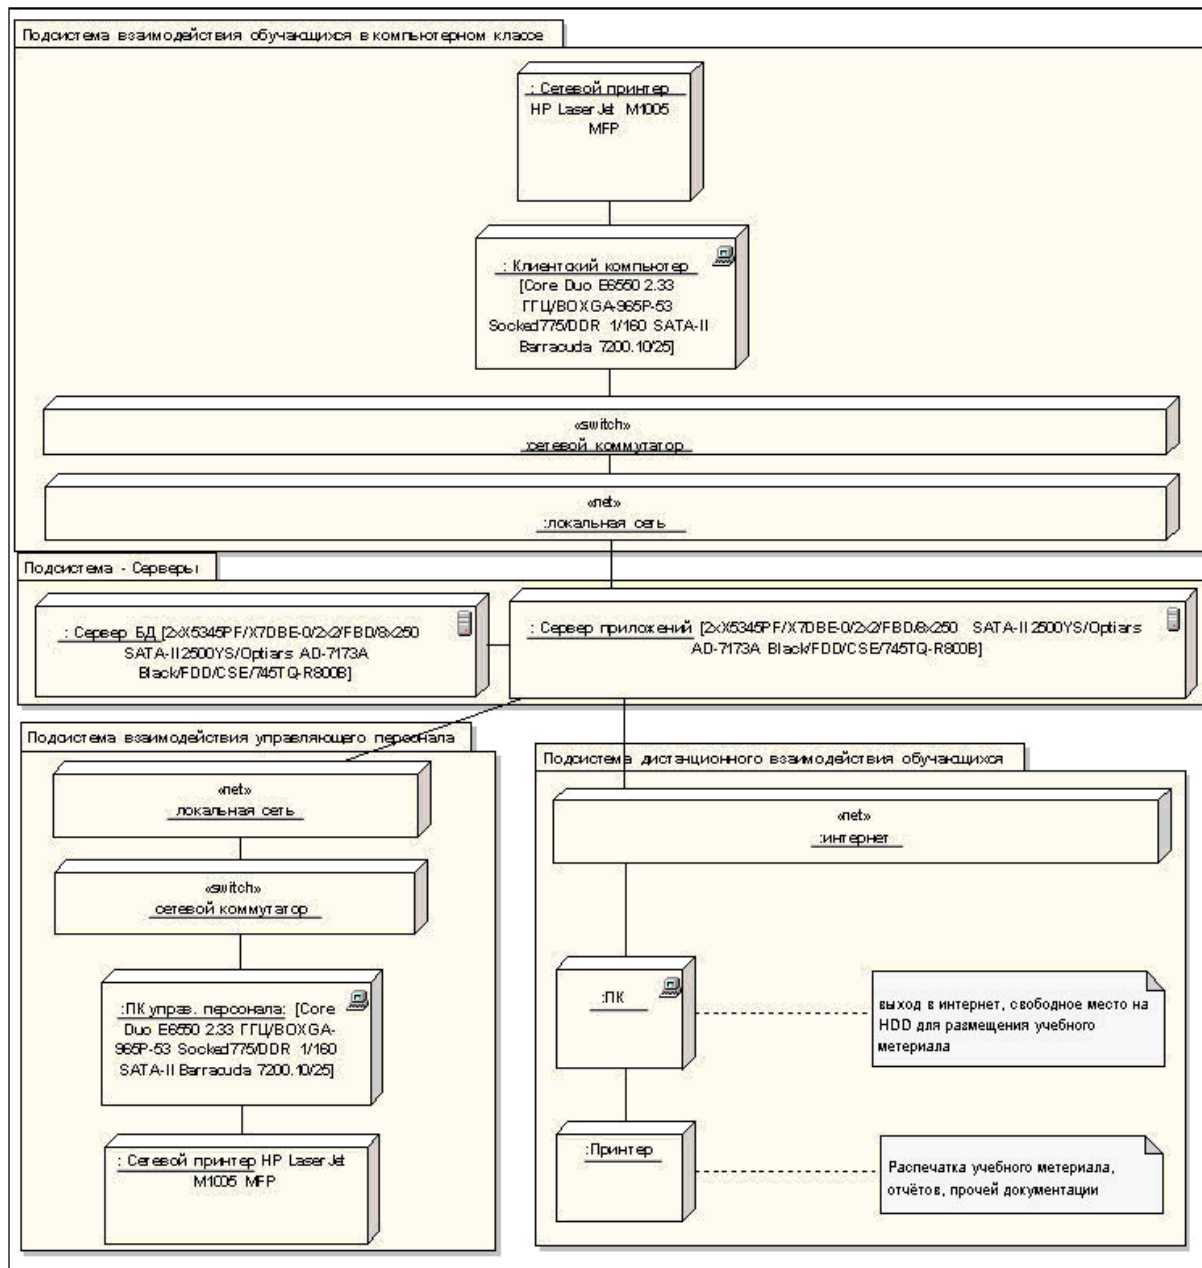 Подсистема взаимодействия обучающихся в компьютерном классе
: Сетевой принтер
HP LaserJet M1005
MFP
: Клиентский компьютер
[Core Duo E6550 2.33
ГГЦ/BOXGA-965P-53
Socked775/DDR 1/160 SATA-II
Barracuda 7200.10/25]
«switch»
:сетевой коммутатор
«net»
:локальная сеть
Подсистема - Серверы
: Сервер БД [2xX5345PF/X7DBE-0/2x2/FBD/8x250
SATA-II 2500YS/Optiars AD-7173A
Black/FDD/CSE/745TQ-R800B]
: Сервер приложений [2xX5345PF/X7DBE-0/2x2/FBD/8x250 SATA-II 2500YS/Optiars
AD-7173A Black/FDD/CSE/745TQ-R800B]
Подсистема взаимодействия управляющего персонала
«net»
локальная сеть
«switch»
сетевой коммутатор
:ПК управ. персонала: [Core
Duo E6550 2.33 ГГЦ/BOXGA-
965P-53 Socked775/DDR 1/160
SATA-II Barracuda 7200.10/25]
: Сетевой принтер HP LaserJet
M1005 MFP
Подсистема дистанционного взаимодействия обучающихся
«net»
:интернет
:ПК
выход в интернет, свободное место на
HDD для размещения учебного
метериала
:Принтер
Распечатка учебного метериала,
отчётов, прочей документации